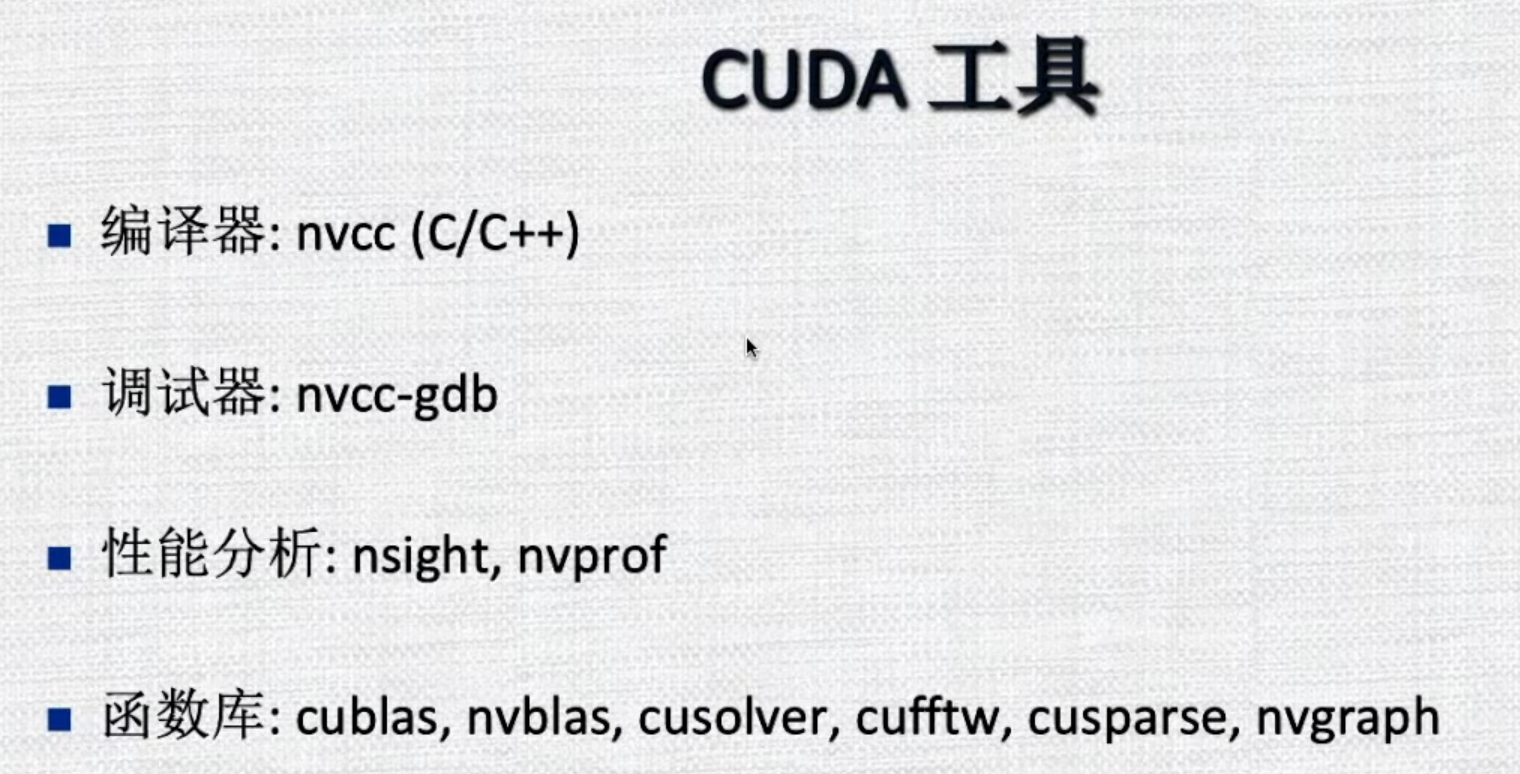 CUDA 工具
编译器: nvcc (C/C++)
调试器: nvcc-gdb
性能分析: nsight, nvprof
函数库: cublas, nvblas, cusolver, cufftw, cusparse, nvgraph